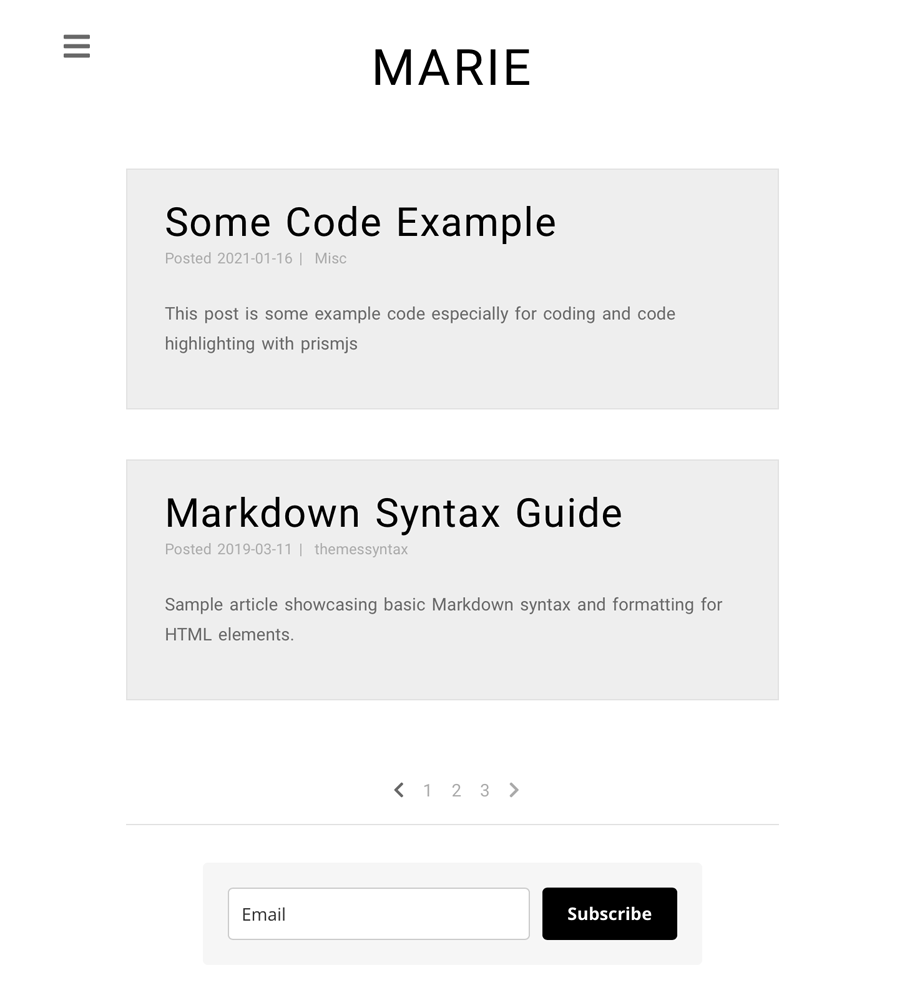 MARIE
Some Code Example
Posted 2021-01-16 | Misc
This post is some example code especially for coding and code
highlighting with prismjs
Markdown Syntax Guide
Posted 2019-03-11 | themessyntax
Sample article showcasing basic Markdown syntax and formatting for
HTML elements.
1 2 3
Email
Subscribe